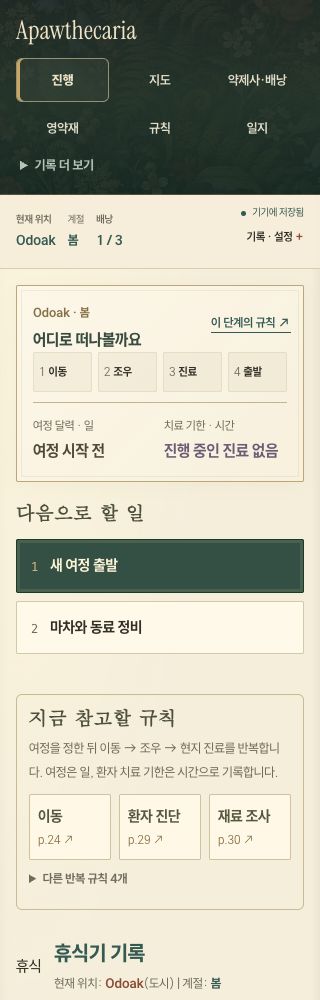 Apawthecaria
진행 지도 약제사·배낭
영약재 규칙 일지
▶ 기록 더 보기
현재 위치 계절 배낭
Odoak 봄 1 / 3
● 기기에 저장됨
기록 · 설정 +
Odoak · 봄
어디로 떠나볼까요
이 단계의 규칙 ↗
1 이동 2 조우 3 진료 4 출발
여정 달력 · 일 치료 기한 · 시간
여정 시작 전 진행 중인 진료 없음
다음으로 할 일
1 새 여정 출발
2 마차와 동료 정비
지금 참고할 규칙
여정을 정한 뒤 이동 → 조우 → 현지 진료를 반복합니
다. 여정은 일, 환자 치료 기한은 시간으로 기록합니다.
이동 환자 진단 재료 조사
p.24 ↗ p.29 ↗ p.30 ↗
▶ 다른 반복 규칙 4개
휴식 휴식기 기록
현재 위치: Odoak(도시) | 계절: 봄